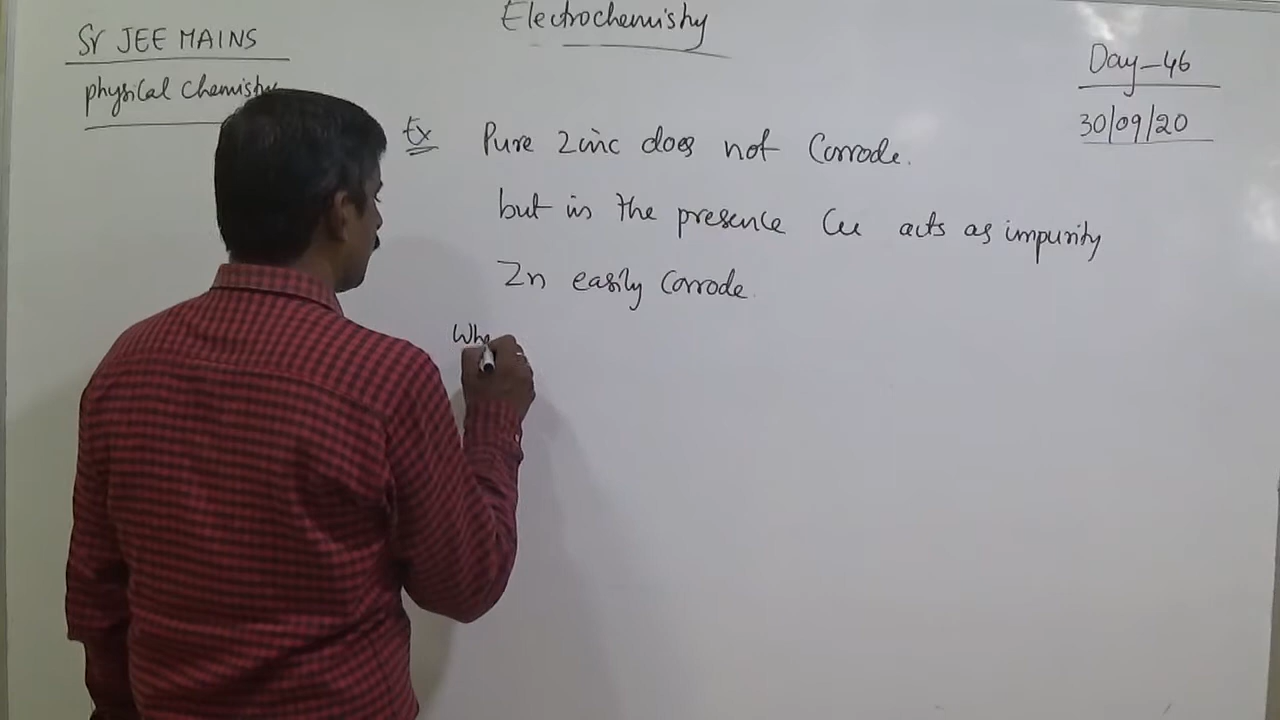 Electrochemistry
Sr JEE MAINS
physical chemistry
Day-46
30/09/20
Ex Pure Zinc does not Corrode.
but in the presence Cu acts as impurity
Zn easily Corrode.
Whe